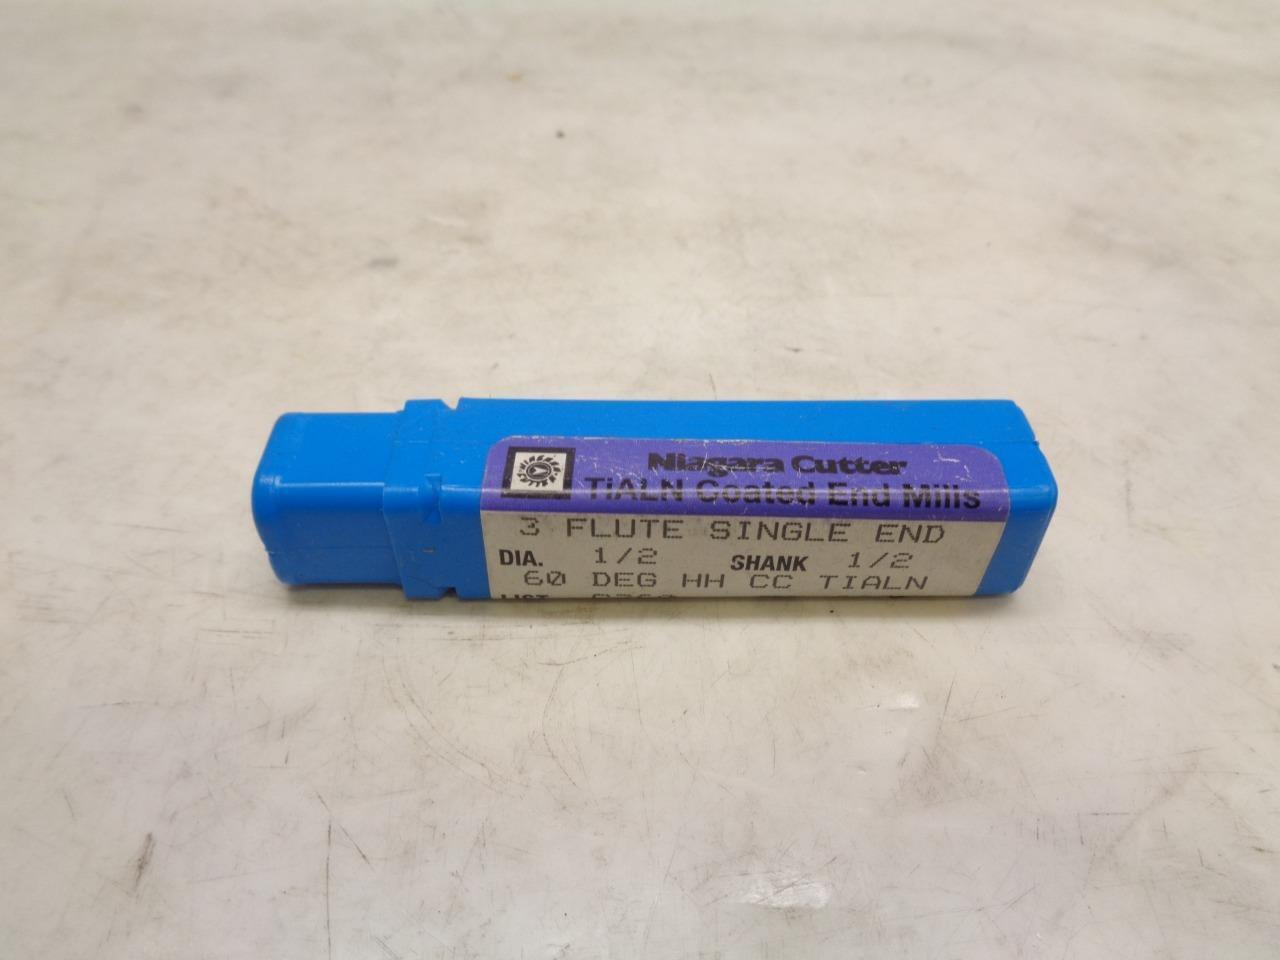 Niagara Cutter
TiALN Coated End Mills
3 FLUTE SINGLE END
DIA. 1/2 SHANK 1/2
60 DEG HH CC TIALN
LIST